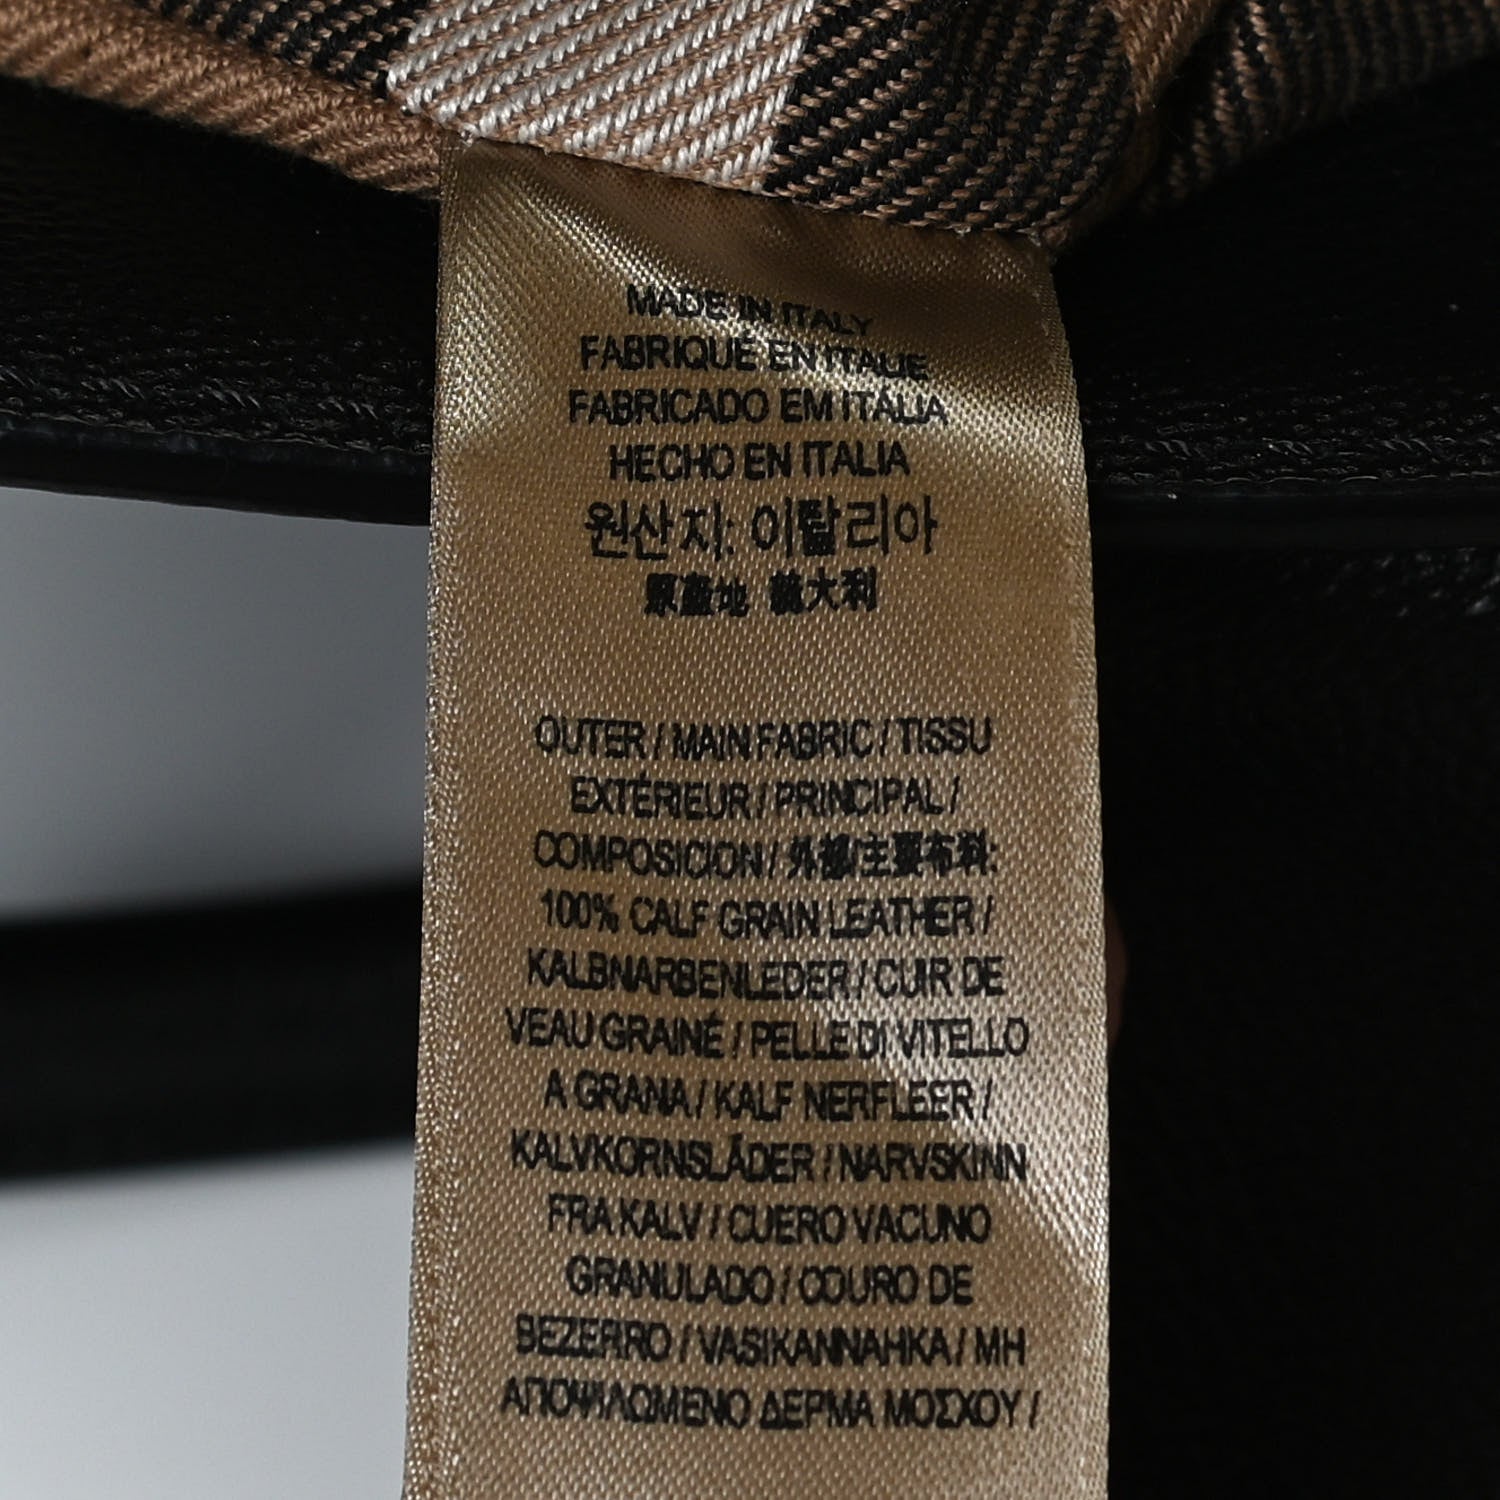 MADE IN ITALY
FABRIQUÉ EN ITALIE
FABRICADO EM ITÁLIA
HECHO EN ITALIA
원산지: 이탈리아
原產地 義大利
OUTER / MAIN FABRIC / TISSU
EXTÉRIEUR / PRINCIPAL /
COMPOSICION / 外部/主要布料:
100% CALF GRAIN LEATHER /
KALBNARBENLEDER / CUIR DE
VEAU GRAINÉ / PELLE DI VITELLO
A GRANA / KALF NERFLEER /
KALVKORNSLÄDER / NARVSKINN
FRA KALV / CUERO VACUNO
GRANULADO / COURO DE
BEZERRO / VASIKANNAHKA / ΜΗ
ΑΠΟΨΙΛΩΜΕΝΟ ΔΕΡΜΑ ΜΟΣΧΟΥ /